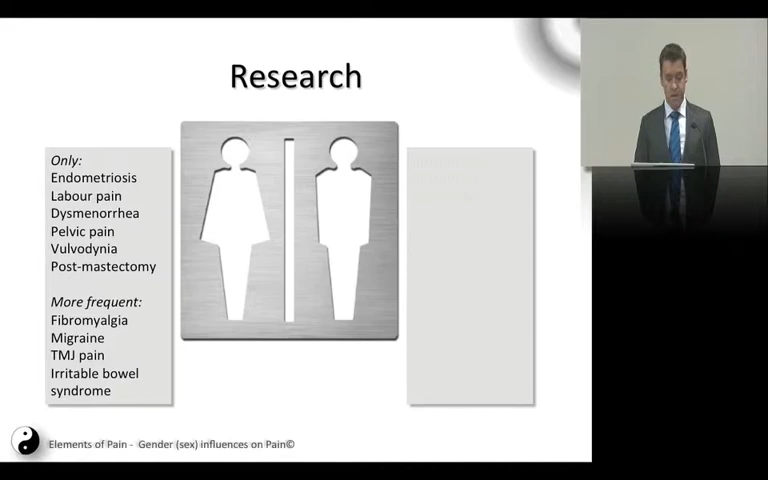 Research
Only:
Endometriosis
Labour pain
Dysmenorrhea
Pelvic pain
Vulvodynia
Post-mastectomy
More frequent:
Fibromyalgia
Migraine
TMJ pain
Irritable bowel
syndrome
Elements of Pain - Gender (sex) influences on Pain©